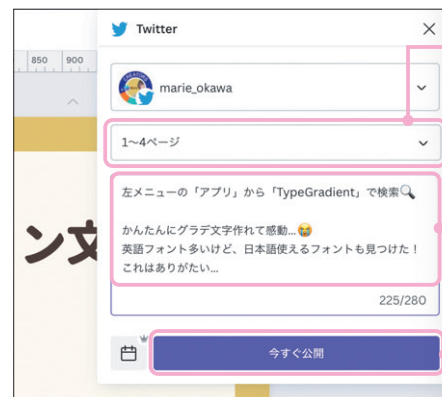 Twitter
850 900
marie_okawa
1〜4ページ
左メニューの「アプリ」から「TypeGradient」で検索🔍
かんたんにグラデ文字作れて感動...😭
英語フォント多いけど、日本語使えるフォントも見つけた！
これはありがたい...
ン文
225/280
今すぐ公開